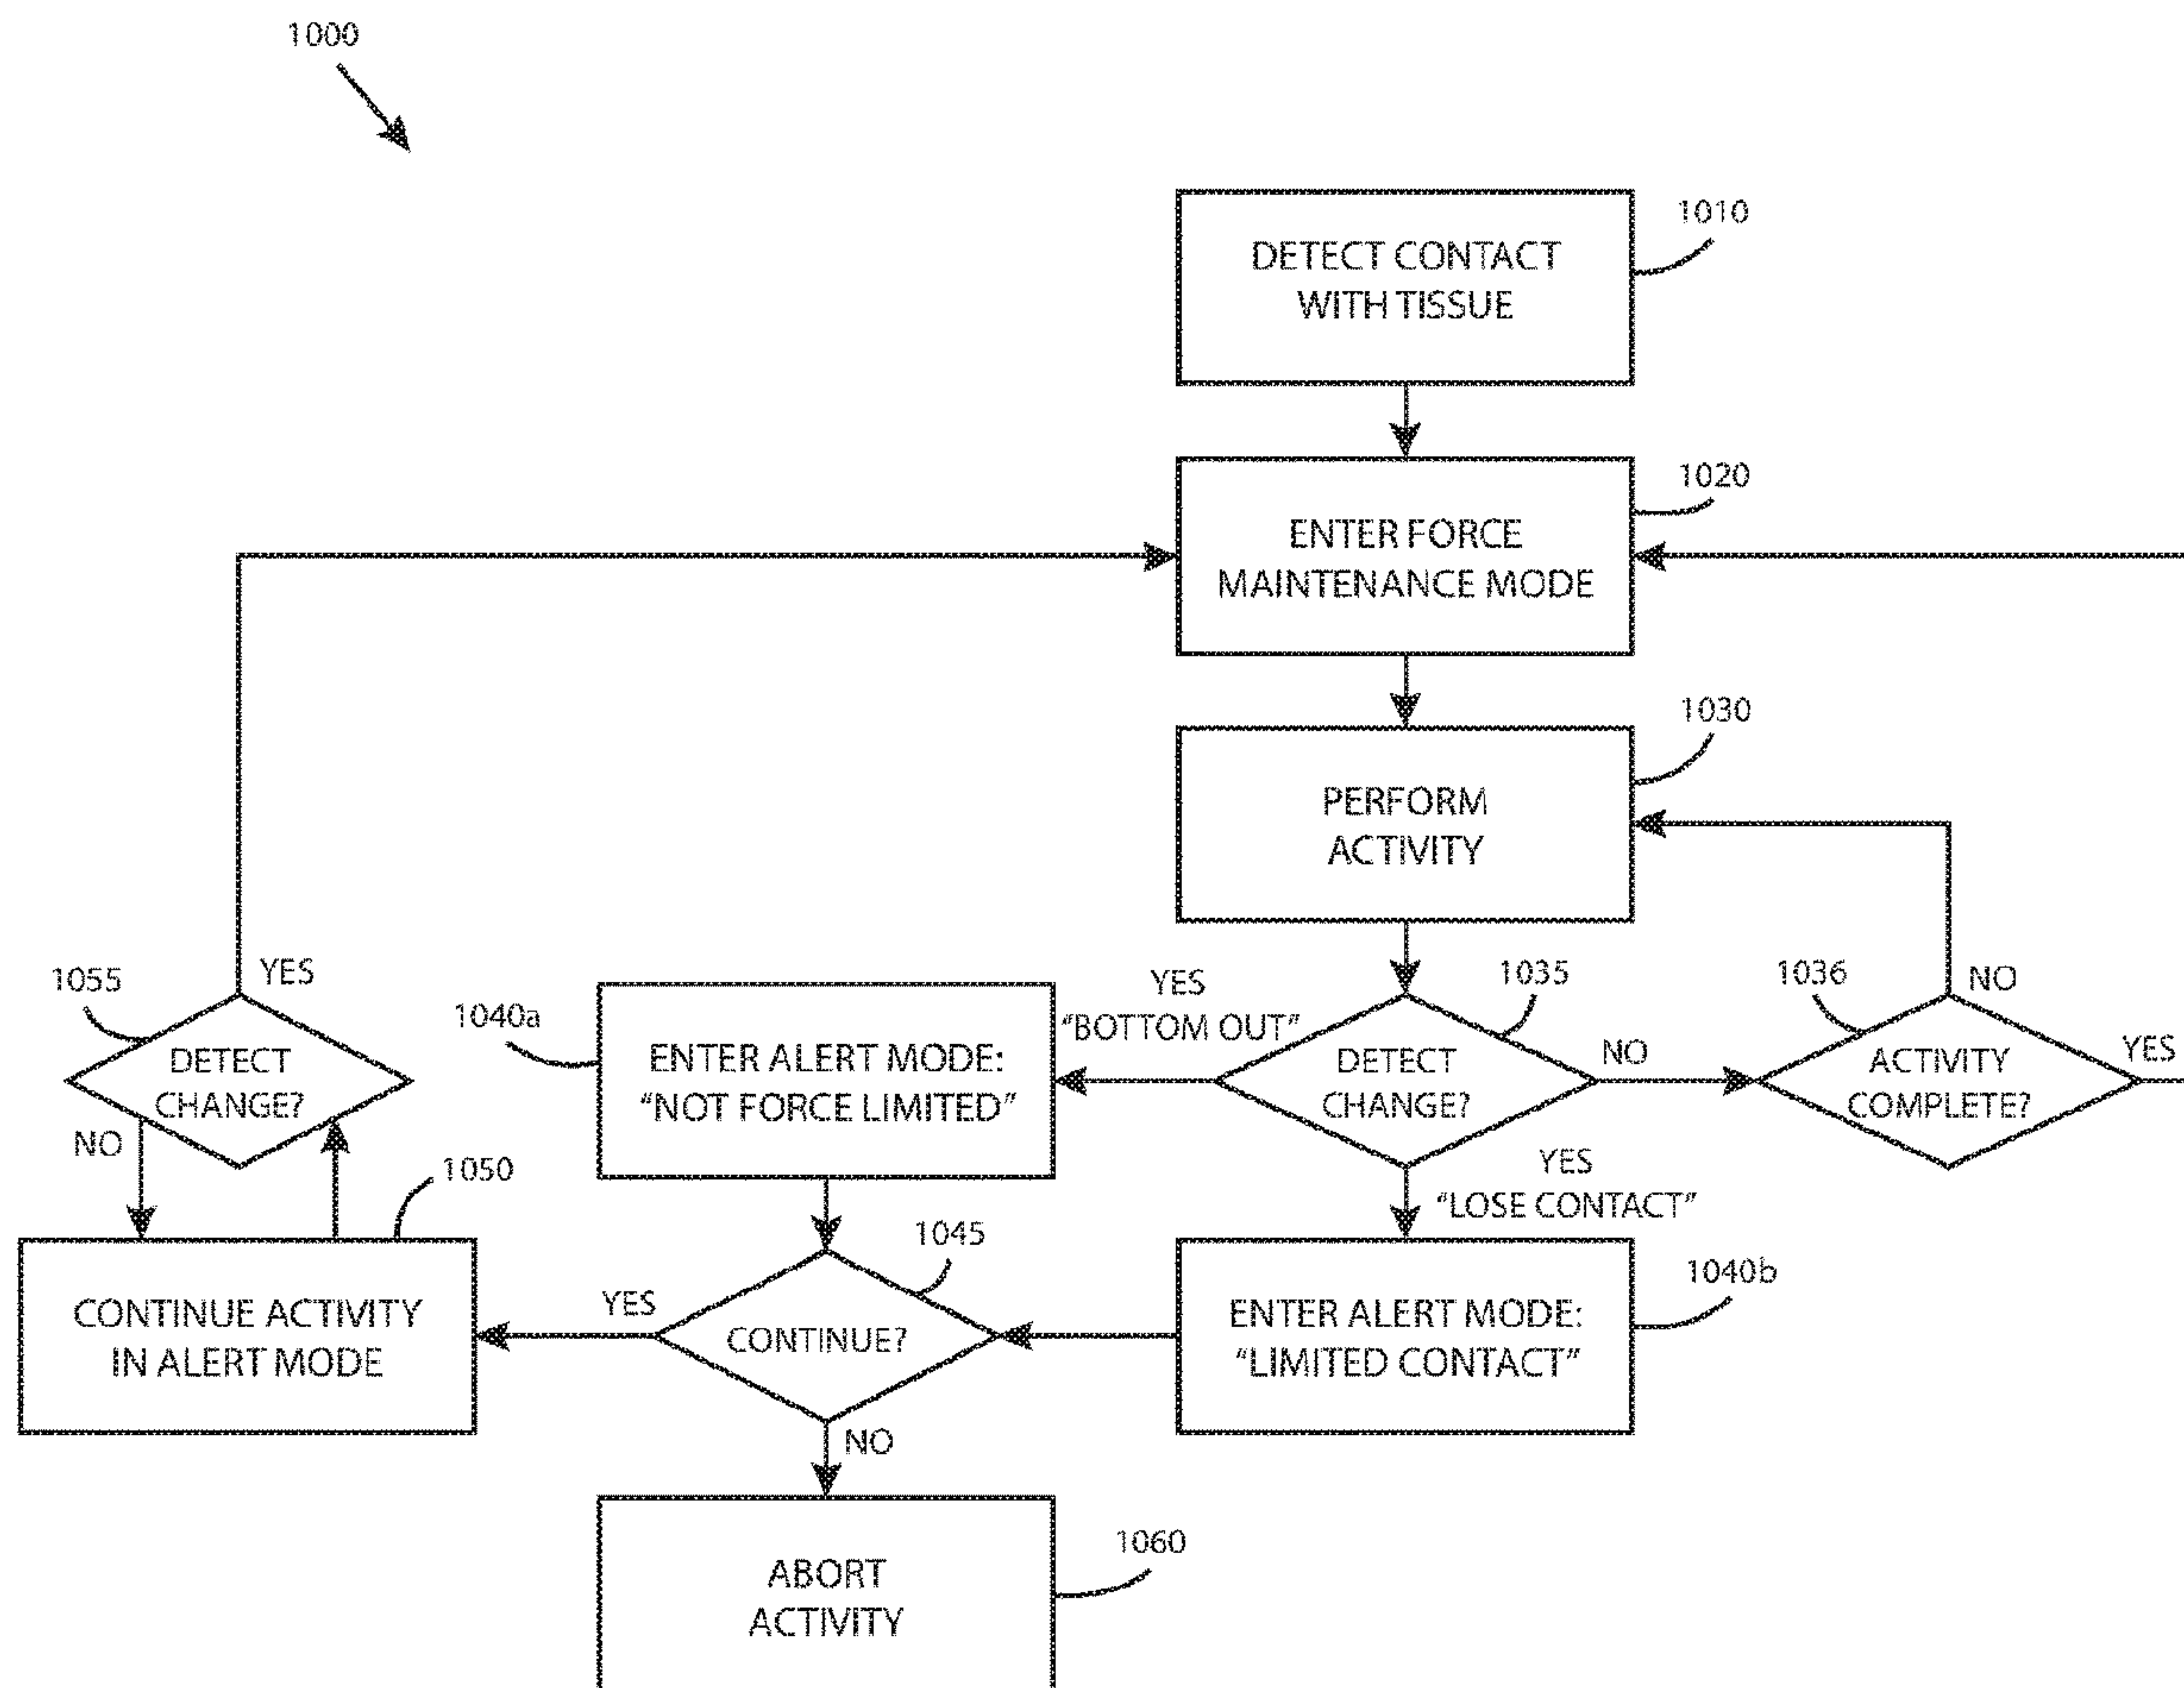 1000
DETECT CONTACT
WITH TISSUE
1010
ENTER FORCE
MAINTENANCE MODE
1020
PERFORM
ACTIVITY
1030
1055
YES
DETECT
CHANGE?
NO
1040a
ENTER ALERT MODE:
"NOT FORCE LIMITED"
YES
"BOTTOM OUT"
1035
DETECT
CHANGE?
NO
1036
NO
ACTIVITY
COMPLETE?
YES
YES
"LOSE CONTACT"
1050
CONTINUE ACTIVITY
IN ALERT MODE
YES
1045
CONTINUE?
NO
ENTER ALERT MODE:
"LIMITED CONTACT"
1040b
ABORT
ACTIVITY
1060